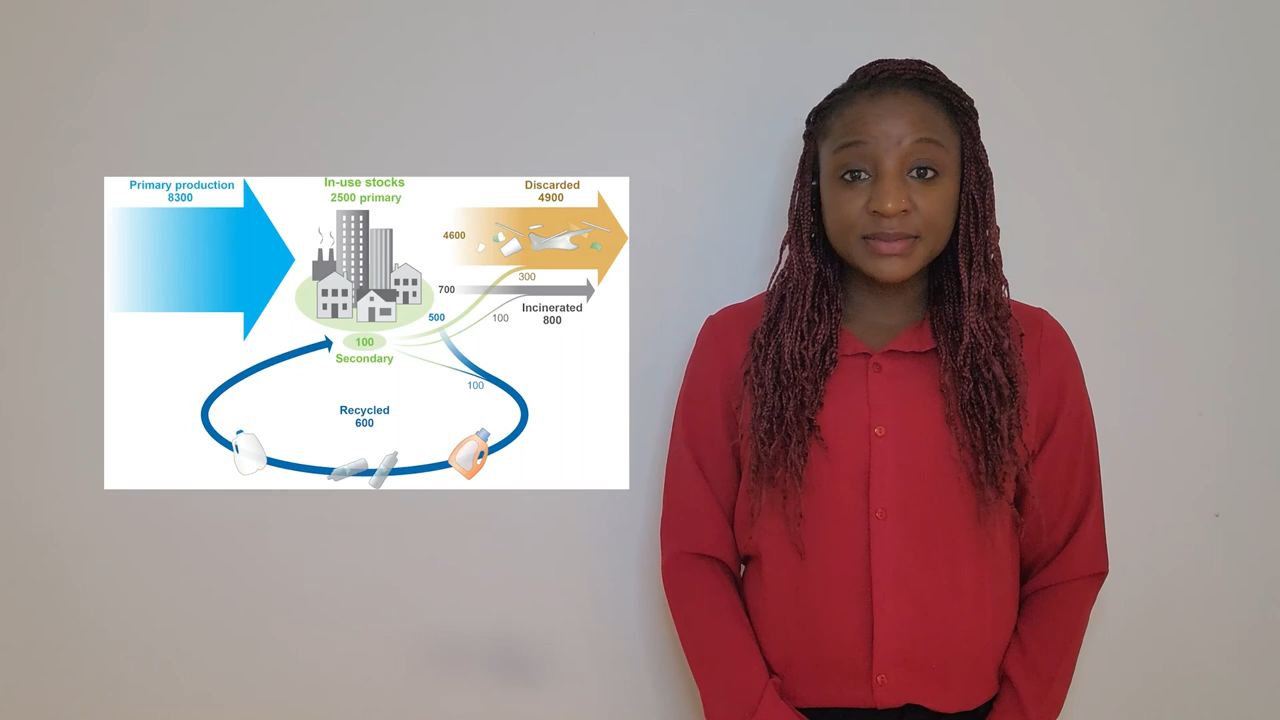 Primary production
8300
In-use stocks
2500 primary
Discarded
4900
4600
300
700
Incinerated
800
500
100
100
Secondary
100
Recycled
600